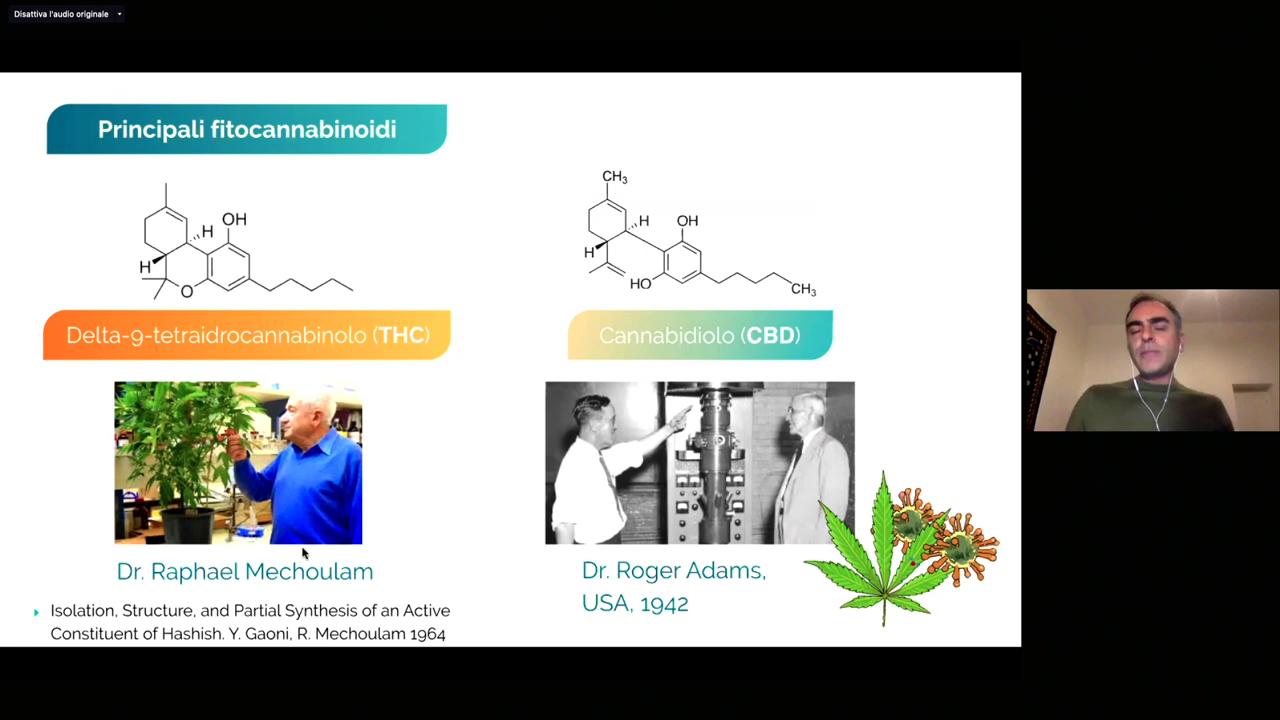 Disattiva l'audio originale
Principali fitocannabinoidi
OH
H
H
O
CH₃
H
OH
H
HO
CH₃
Delta-9-tetraidrocannabinolo (THC)
Cannabidiolo (CBD)
Dr. Raphael Mechoulam
Dr. Roger Adams,
USA, 1942
Isolation, Structure, and Partial Synthesis of an Active
Constituent of Hashish. Y. Gaoni, R. Mechoulam 1964